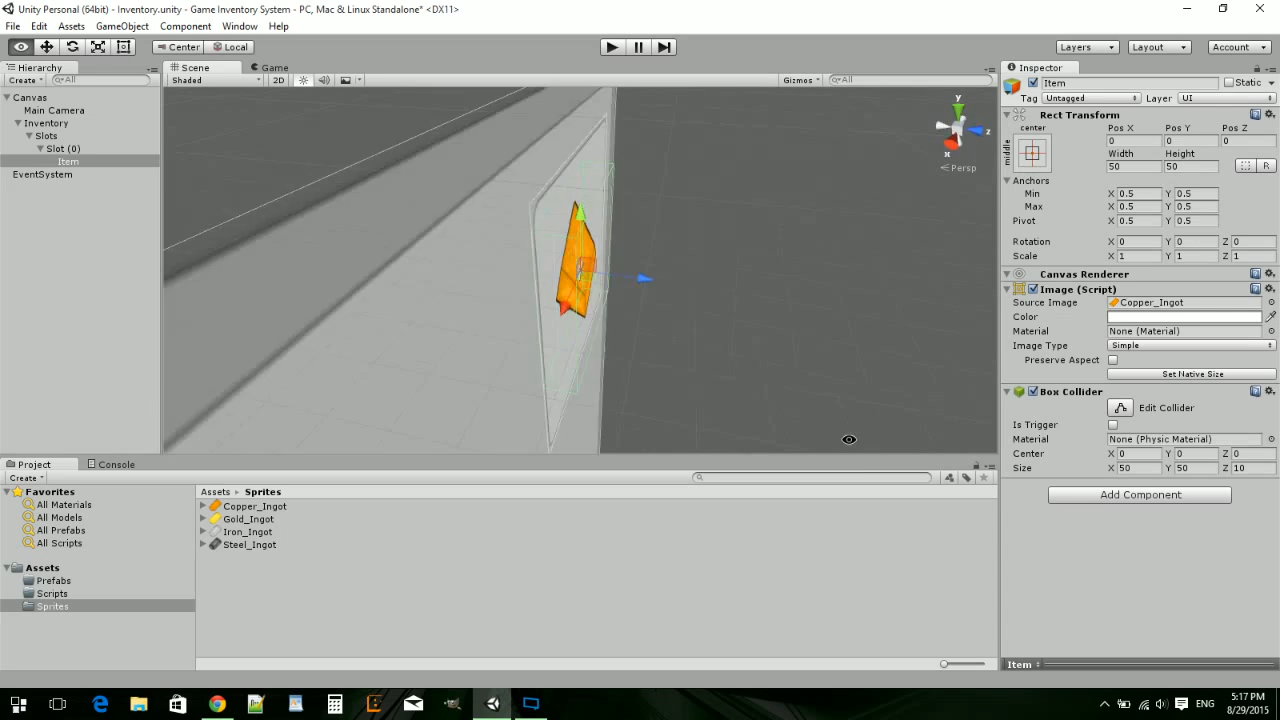 Unity Personal (64bit) - Inventory.unity - Game Inventory System - PC, Mac & Linux Standalone* <DX11>
File Edit Assets GameObject Component Window Help
Center Local Layers Layout Account
Hierarchy Scene Game Inspector
Create All Shaded 2D Gizmos All Item Static
Tag Untagged Layer UI
Canvas
Main Camera
Inventory
Slots
Slot (0)
Item
EventSystem
y
z
x
Persp
Rect Transform
center Pos X Pos Y Pos Z
middle 0 0 0
Width Height
50 50 R
Anchors
Min X 0.5 Y 0.5
Max X 0.5 Y 0.5
Pivot X 0.5 Y 0.5
Rotation X 0 Y 0 Z 0
Scale X 1 Y 1 Z 1
Canvas Renderer
Image (Script)
Source Image Copper_Ingot
Color
Material None (Material)
Image Type Simple
Preserve Aspect
Set Native Size
Box Collider
Edit Collider
Is Trigger
Material None (Physic Material)
Center X 0 Y 0 Z 0
Size X 50 Y 50 Z 10
Add Component
Item
Project Console
Create
Favorites
All Materials
All Models
All Prefabs
All Scripts
Assets
Prefabs
Scripts
Sprites
Assets Sprites
Copper_Ingot
Gold_Ingot
Iron_Ingot
Steel_Ingot
ENG
5:17 PM
8/29/2015